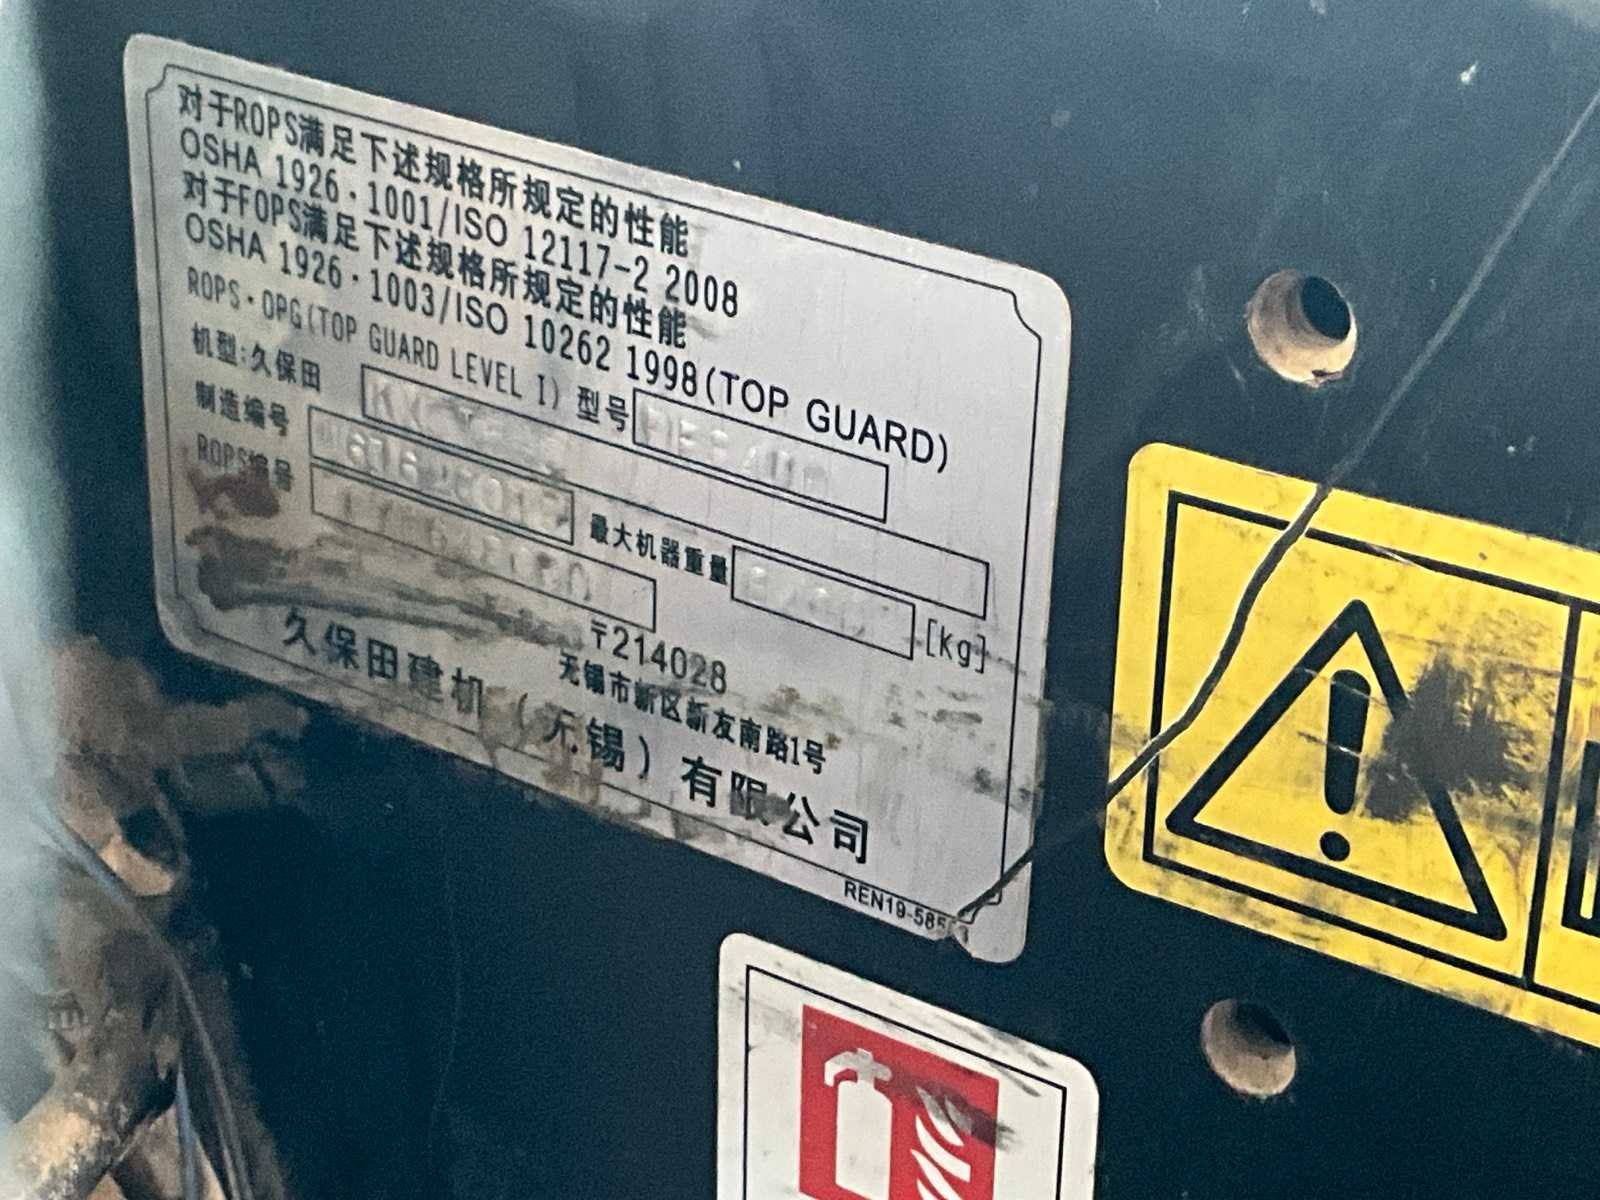 对于ROPS满足下述规格所规定的性能
OSHA 1926·1001/ISO 12117-2 2008
对于FOPS满足下述规格所规定的性能
OSHA 1926·1003/ISO 10262 1998(TOP GUARD)
ROPS·OPG(TOP GUARD LEVEL I) 型号
机型:久保田
制造编号
最大机器重量 [Kg]
ROPS编号
〒214028
无锡市新区新友南路1号
久保田建机(无锡)有限公司